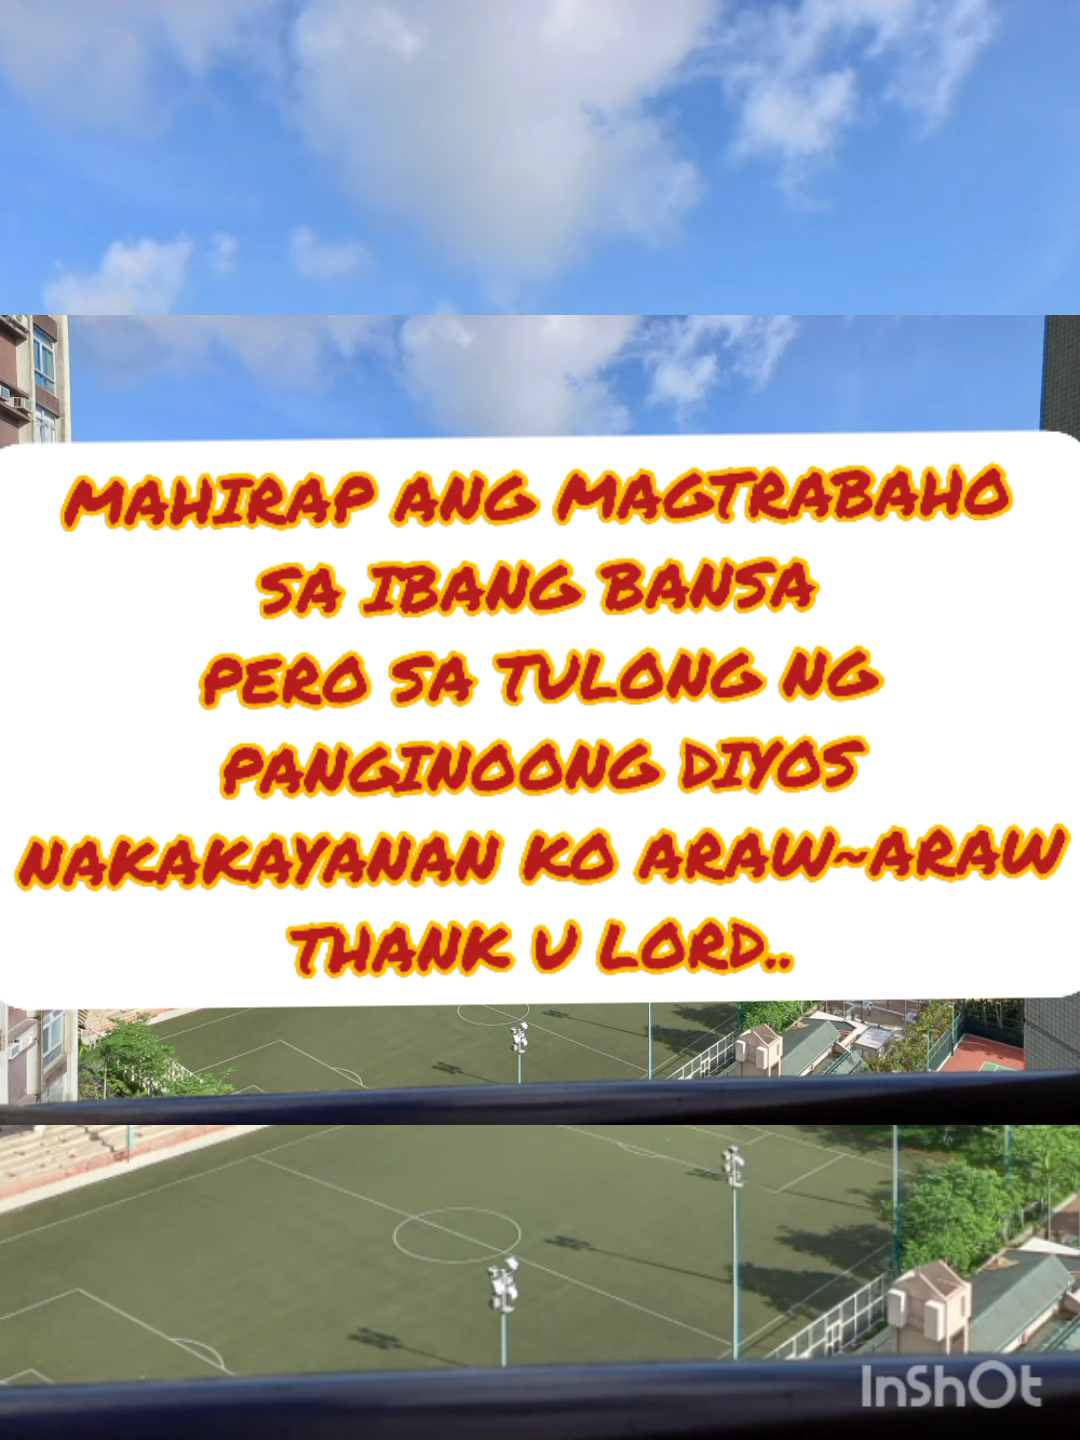 MAHIRAP ANG MAGTRABAHO
SA IBANG BANSA
PERO SA TULONG NG
PANGINOONG DIYOS
NAKAKAYANAN KO ARAW~ARAW
THANK U LORD..
InShOt